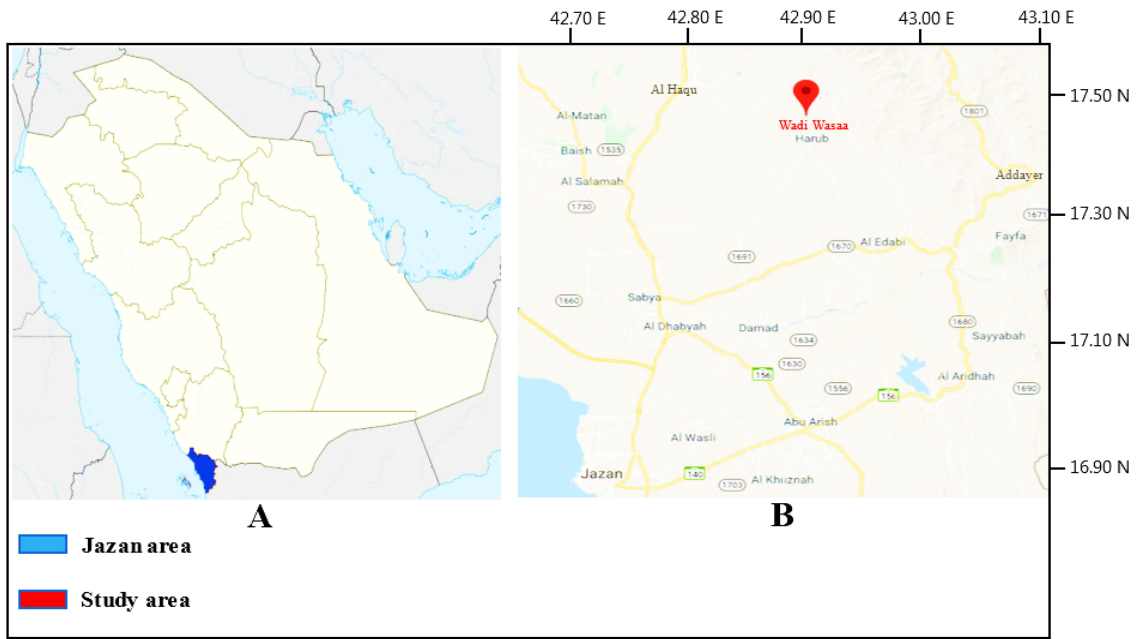 42.70 E 42.80 E 42.90 E 43.00 E 43.10 E
17.50 N
17.30 N
17.10 N
16.90 N
Al Haqu
1801
Al-Matan
Wadi Wasaa
Harub
Baish
1535
Addayer
Al Salamah
1730
1671
Fayfa
Al Edabi
1670
1691
Sabya
1660
Al Dhabyah
Damad
1680
1634
Sayyabah
1630
156
Al Aridhah
1556
156
1690
Abu Arish
Al Wasli
Jazan
140
1703
Al Khuznah
A
B
Jazan area
Study area